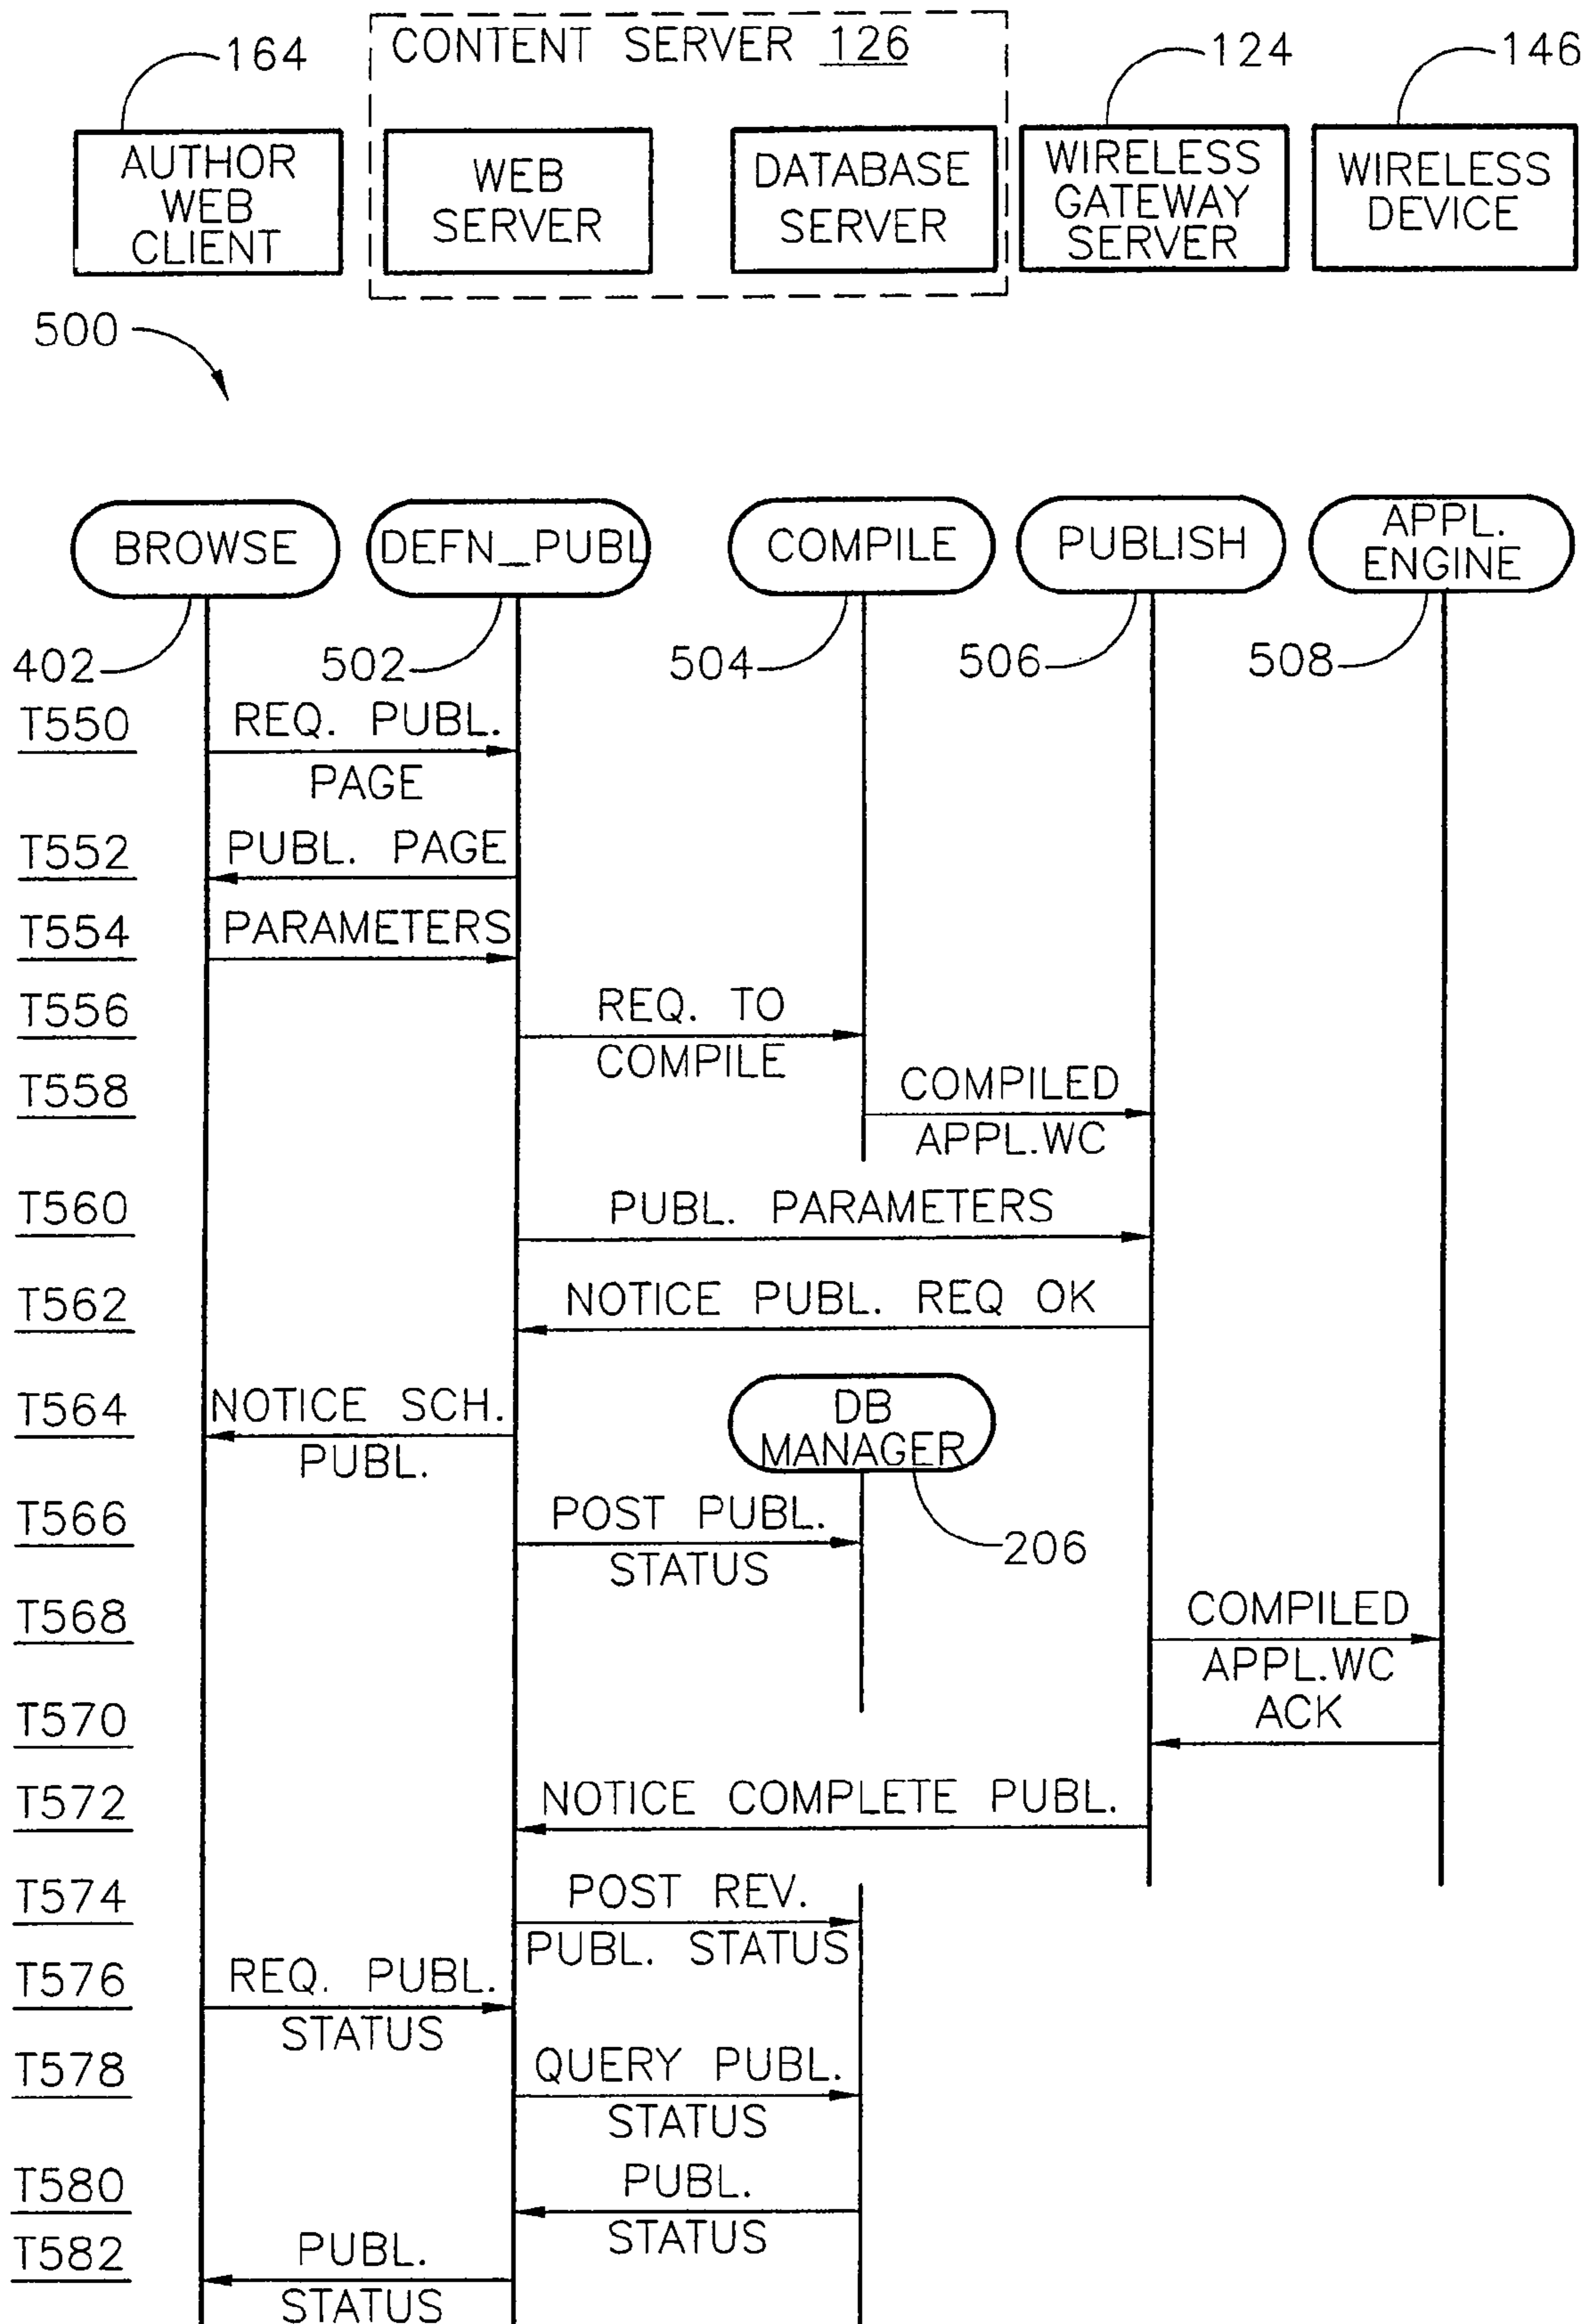 CONTENT SERVER 126
164
124
146
AUTHOR
WEB
CLIENT
WEB
SERVER
DATABASE
SERVER
WIRELESS
GATEWAY
SERVER
WIRELESS
DEVICE
500
BROWSE
DEFN_PUBL
COMPILE
PUBLISH
APPL.
ENGINE
402
502
504
506
508
T550
REQ. PUBL.
PAGE
T552
PUBL. PAGE
T554
PARAMETERS
T556
REQ. TO
COMPILE
T558
COMPILED
APPL.WC
T560
PUBL. PARAMETERS
T562
NOTICE PUBL. REQ OK
T564
NOTICE SCH.
PUBL.
DB
MANAGER
T566
POST PUBL.
STATUS
206
T568
COMPILED
APPL.WC
T570
ACK
T572
NOTICE COMPLETE PUBL.
T574
POST REV.
PUBL. STATUS
T576
REQ. PUBL.
STATUS
T578
QUERY PUBL.
STATUS
T580
PUBL.
STATUS
T582
PUBL.
STATUS